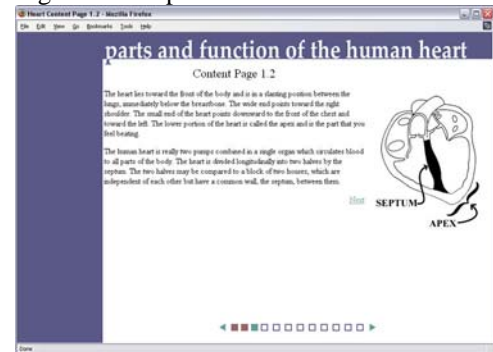 Heart Content Page 1.2 - Mozilla Firefox
File Edit View Go Bookmarks Tools Help
parts and function of the human heart
Content Page 1.2
The heart lies toward the front of the body and is in a slanting position between the
lungs, immediately below the breastbone. The wide end points toward the right
shoulder. The small end of the heart points downward to the front of the chest and
toward the left. The lower portion of the heart is called the apex and is the part that you
feel beating.
The human heart is really two pumps combined in a single organ which circulates blood
to all parts of the body. The heart is divided longitudinally into two halves by the
septum. The two halves may be compared to a block of two houses, which are
independent of each other but have a common wall, the septum, between them.
SEPTUM
APEX
Done